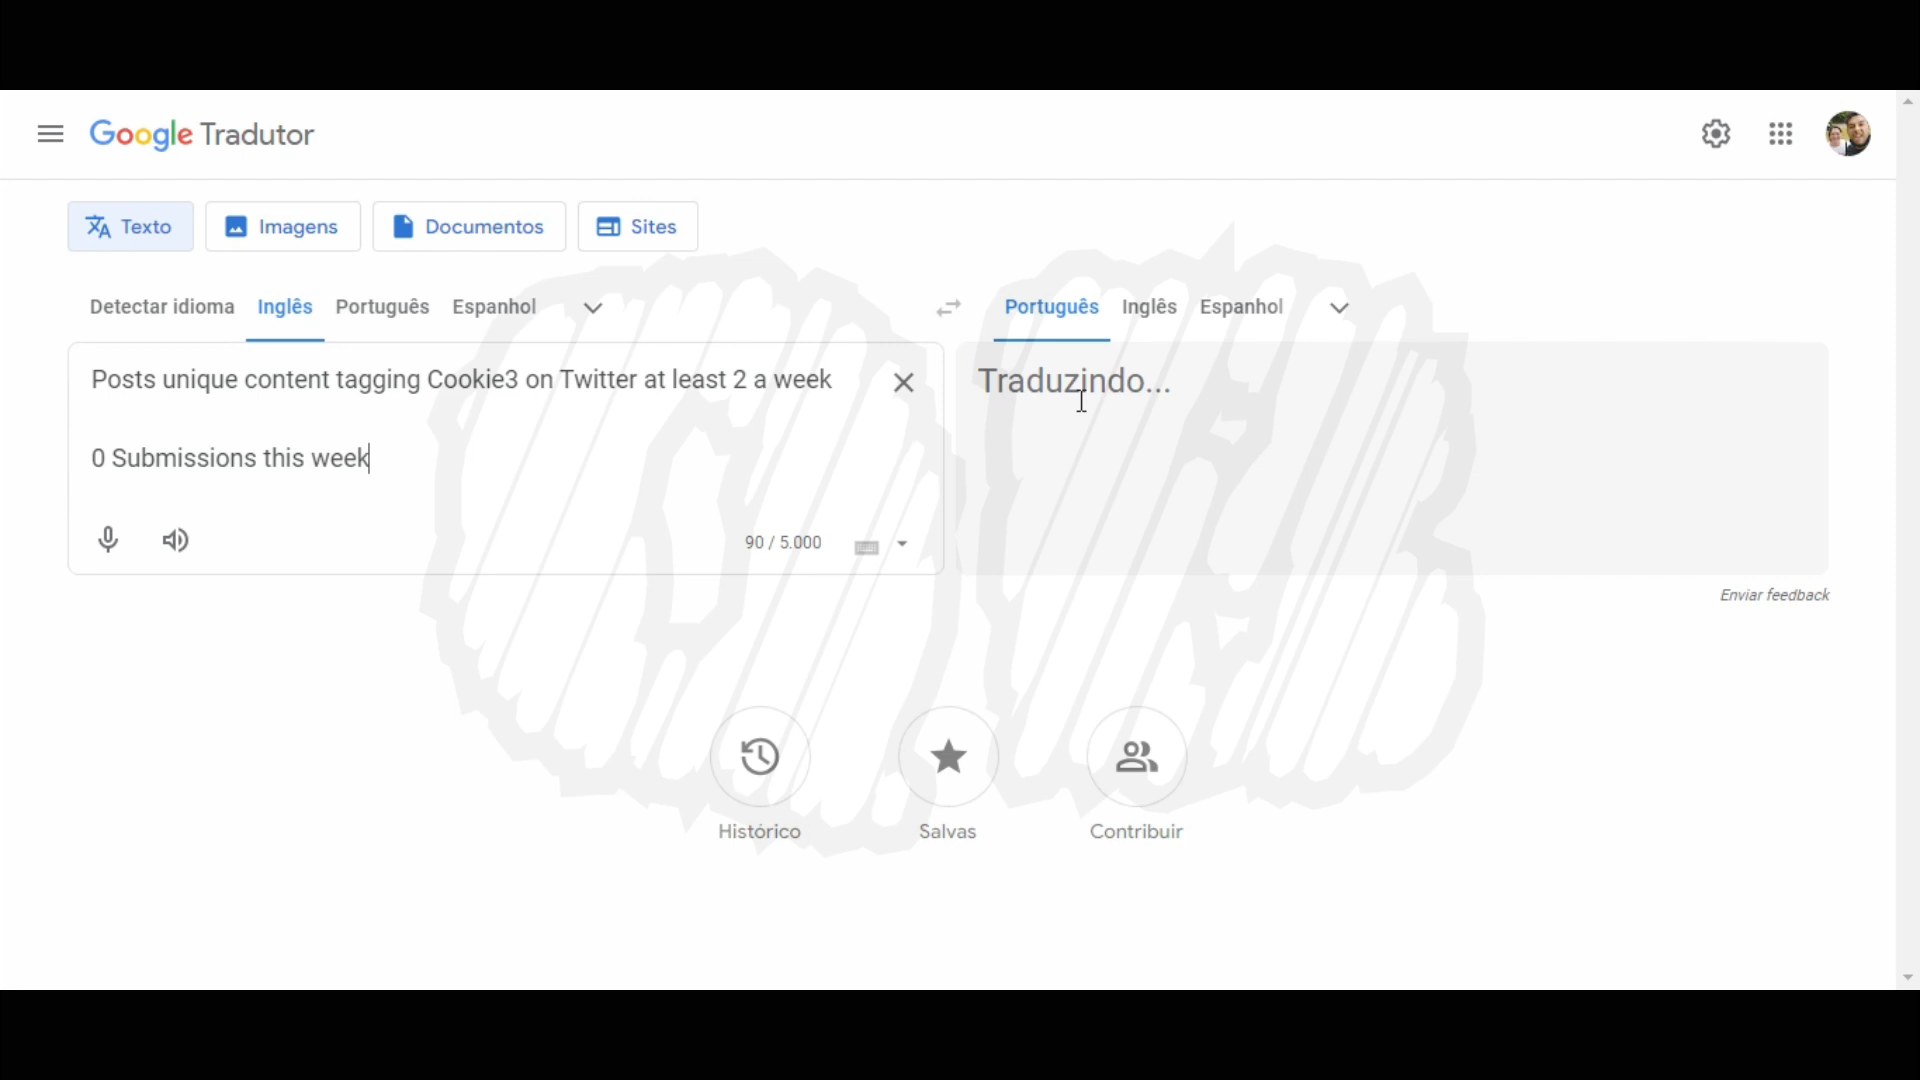 Google Tradutor
Texto
Imagens
Documentos
Sites
Detectar idioma
Inglês
Português
Espanhol
Português
Inglês
Espanhol
Posts unique content tagging Cookie3 on Twitter at least 2 a week
0 Submissions this week
Traduzindo...
90 / 5.000
Enviar feedback
Histórico
Salvas
Contribuir